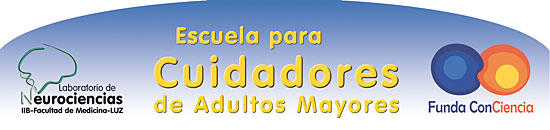 Escuela para
Cuidadores
de Adultos Mayores
Laboratorio de
Neurociencias
IIB-Facultad de Medicina-LUZ
Funda ConCiencia